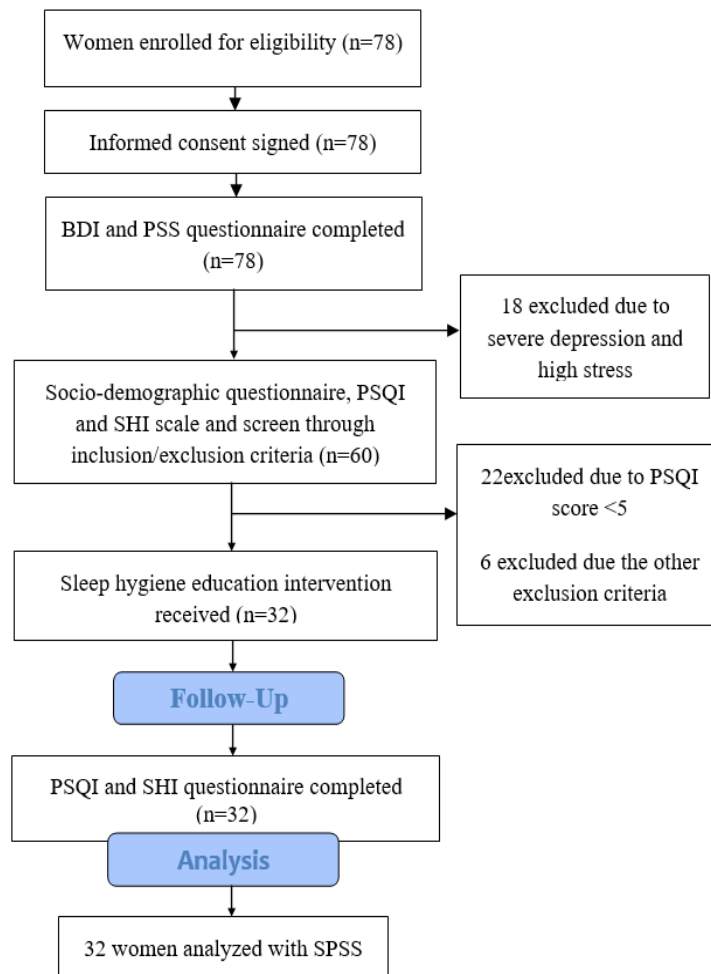 Women enrolled for eligibility (n=78)
Informed consent signed (n=78)
BDI and PSS questionnaire completed
(n=78)
18 excluded due to
severe depression and
high stress
Socio-demographic questionnaire, PSQI
and SHI scale and screen through
inclusion/exclusion criteria (n=60)
22excluded due to PSQI
score <5
6 excluded due the other
exclusion criteria
Sleep hygiene education intervention
received (n=32)
Follow-Up
PSQI and SHI questionnaire completed
(n=32)
Analysis
32 women analyzed with SPSS